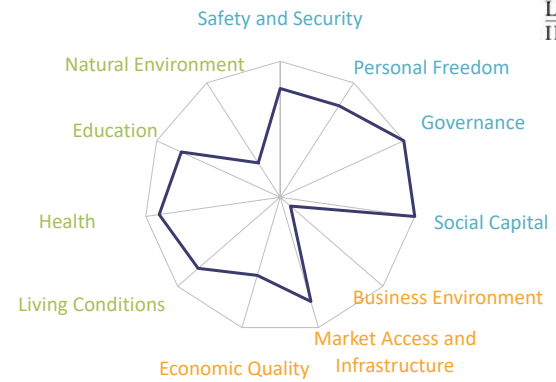 Safety and Security
Natural Environment
Personal Freedom
Education
Governance
Health
Social Capital
Living Conditions
Business Environment
Market Access and
Infrastructure
Economic Quality